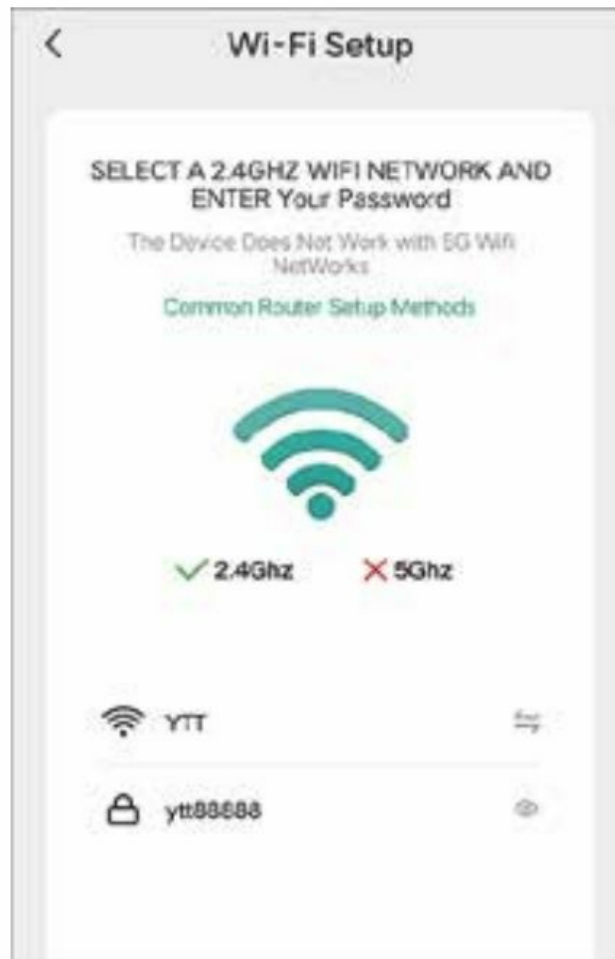 Wi-Fi Setup
SELECT A 2.4GHZ WIFI NETWORK AND
ENTER Your Password
The Device Does Not Work with 5G Wifi
NetWorks
Common Router Setup Methods
2.4Ghz
5Ghz
YTT
ytt88888